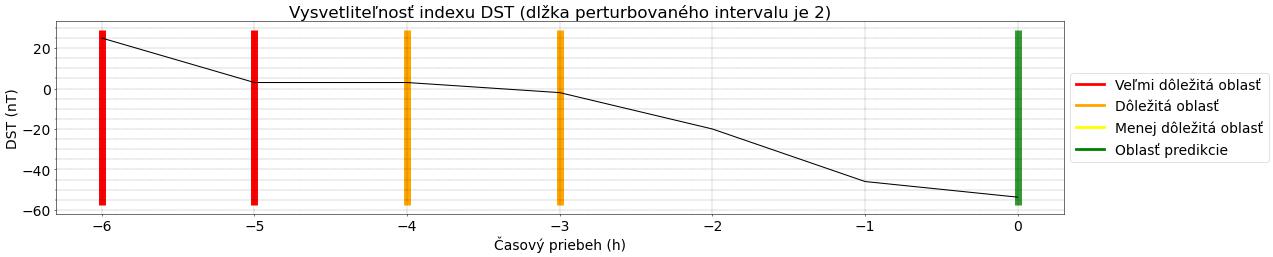 Vysvetliteľnosť indexu DST (dlžka perturbovaného intervalu je 2)
DST (nT)
20
0
−20
−40
−60
−6
−5
−4
−3
−2
−1
0
Časový priebeh (h)
Veľmi dôležitá oblasť
Dôležitá oblasť
Menej dôležitá oblasť
Oblasť predikcie